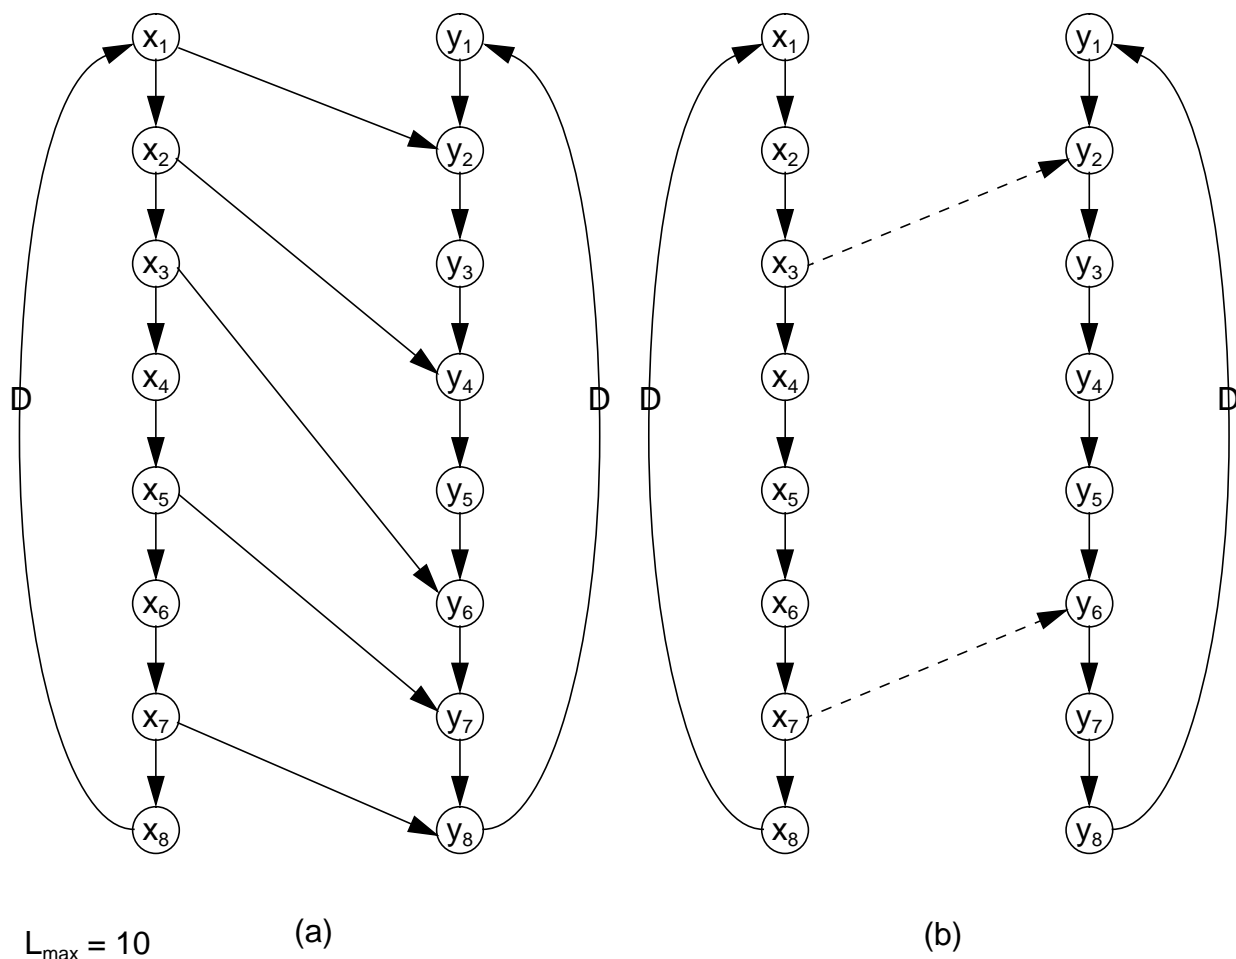 x1 y1 x1 y1
x2 y2 x2 y2
x3 y3 x3 y3
x4 y4 x4 y4
D D D D
x5 y5 x5 y5
x6 y6 x6 y6
x7 y7 x7 y7
x8 y8 x8 y8
(a) (b)
Lmax = 10